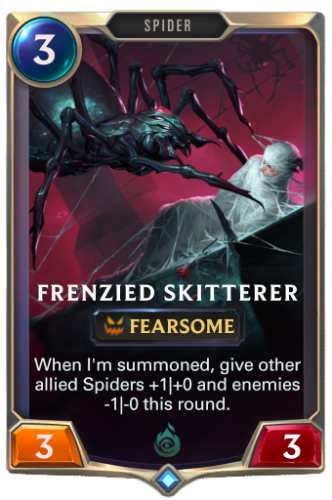 SPIDER
3
FRENZIED SKITTERER
FEARSOME
When I'm summoned, give other
allied Spiders +1|+0 and enemies
-1|-0 this round.
3 3